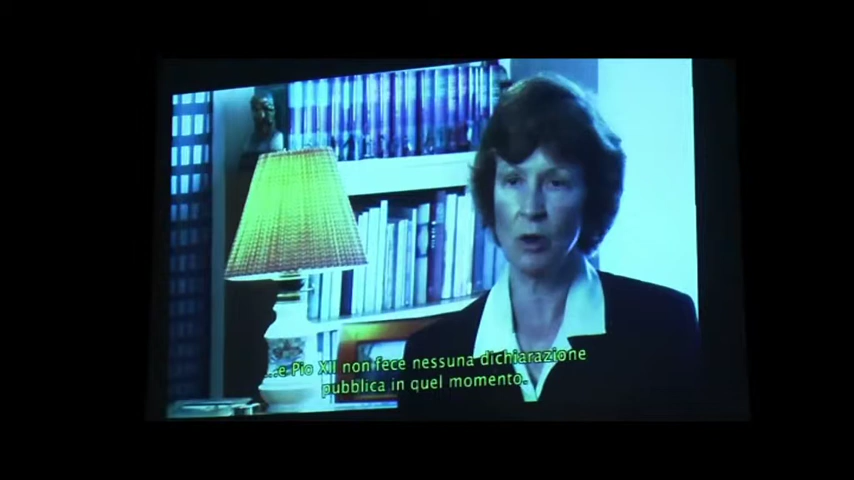 ...e Pio XII non fece nessuna dichiarazione
pubblica in quel momento.